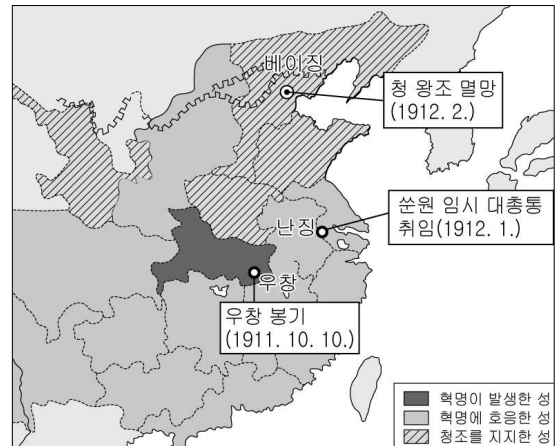 베이징
청 왕조 멸망
(1912. 2.)
쑨원 임시 대총통
취임(1912. 1.)
난징
우창
우창 봉기
(1911. 10. 10.)
혁명이 발생한 성
혁명에 호응한 성
청조를 지지한 성